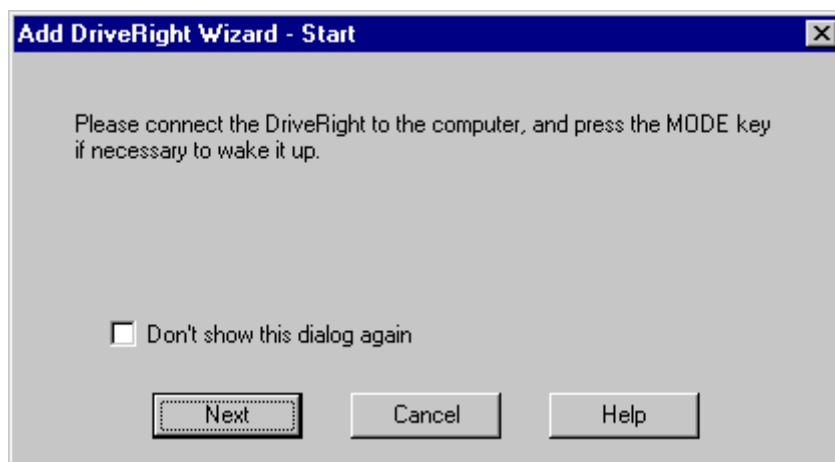 Add DriveRight Wizard - Start
Please connect the DriveRight to the computer, and press the MODE key
if necessary to wake it up.
Don't show this dialog again
Next Cancel Help